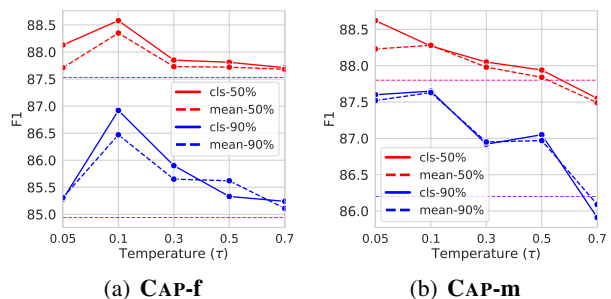 88.5
88.0
87.5
87.0
86.5
86.0
85.5
85.0
F1
cls-50%
mean-50%
cls-90%
mean-90%
0.05 0.1 0.3 0.5 0.7
Temperature (τ)
(a) CAP-f
88.5
88.0
87.5
87.0
86.5
86.0
F1
cls-50%
mean-50%
cls-90%
mean-90%
0.05 0.1 0.3 0.5 0.7
Temperature (τ)
(b) CAP-m